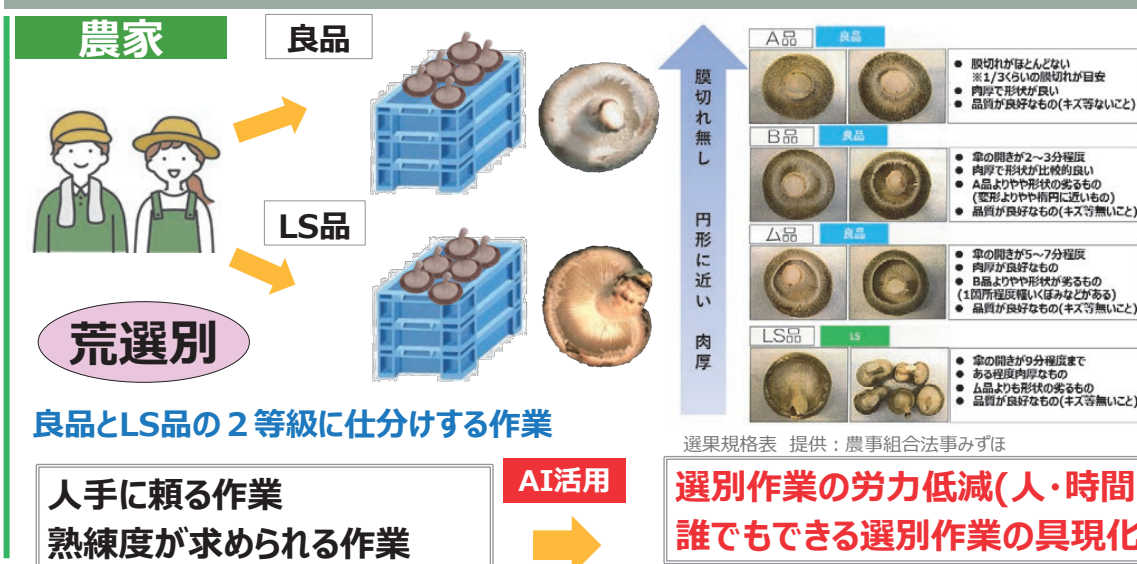 農家
良品
LS品
荒選別
良品とLS品の２等級に仕分けする作業
人手に頼る作業
熟練度が求められる作業
AI活用
膜切れ無し　円形に近い　肉厚
A品 良品
● 膜切れがほとんどない
※1/3くらいの膜切れが目安
● 肉厚で形状が良い
● 品質が良好なもの(キズ等ないこと)
B品 良品
● 傘の開きが2～3分程度
● 肉厚で形状が比較的良い
● A品よりやや形状の劣るもの
(変形よりやや楕円に近いもの)
● 品質が良好なもの(キズ等無いこと)
ム品 良品
● 傘の開きが5～7分程度
● 肉厚が良好なもの
● B品よりやや形状が劣るもの
(1箇所程度軽いくぼみなどがある)
● 品質が良好なもの(キズ等無いこと)
LS品 LS
● 傘の開きが9分程度まで
● ある程度肉厚なもの
● ム品よりも形状の劣るもの
● 品質が良好なもの(キズ等無いこと)
選果規格表 提供：農事組合法事みずほ
選別作業の労力低減(人・時間
誰でもできる選別作業の具現化